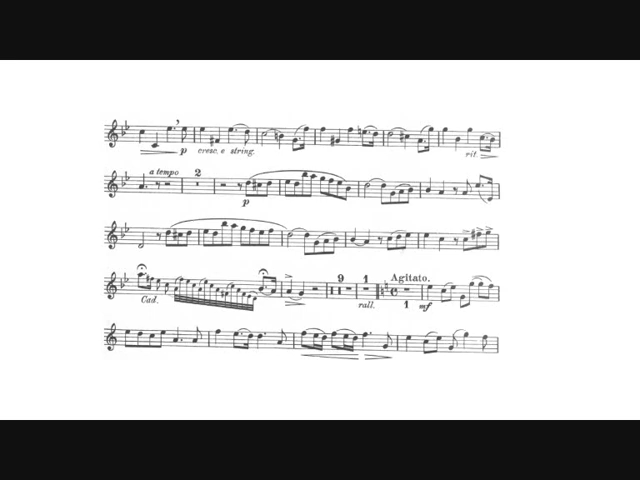 p cresc. e string. rit.
a tempo 2
p
9 1 Agitato.
Cad. rall. 1 mf